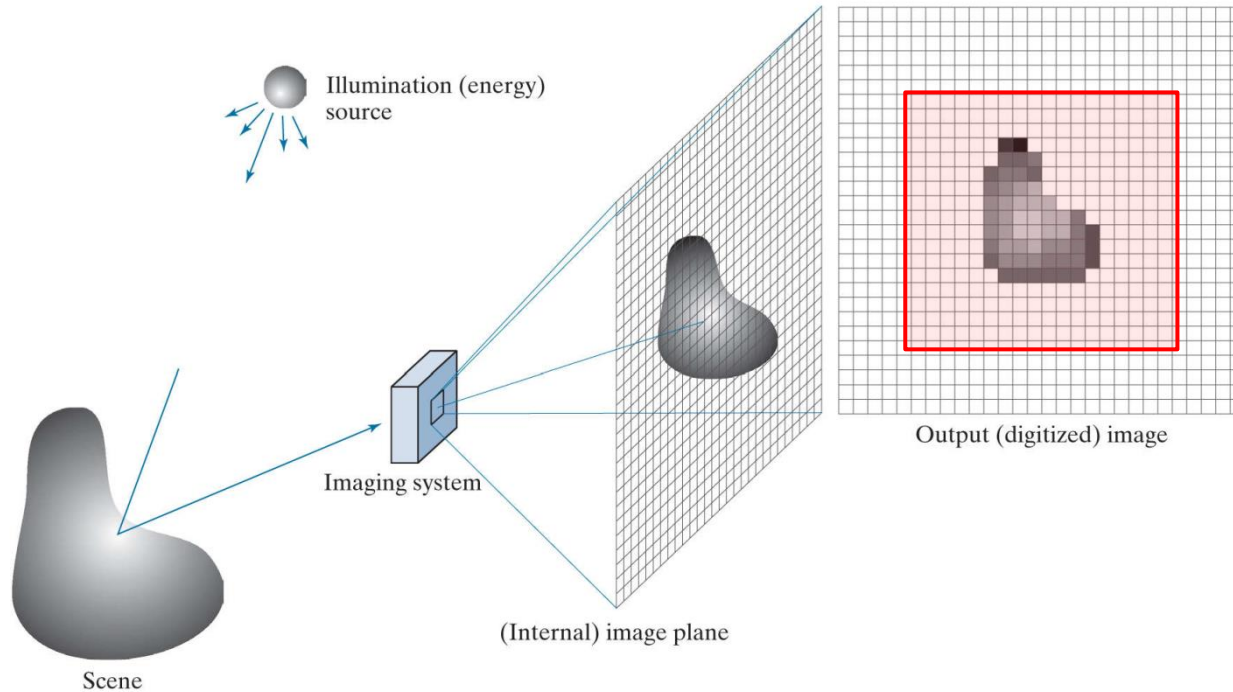 Illumination (energy)
source
Output (digitized) image
Imaging system
(Internal) image plane
Scene